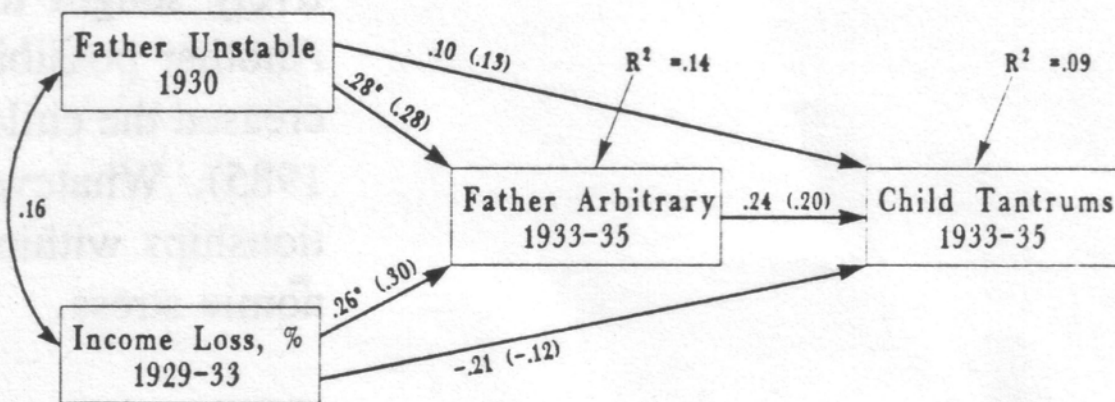 Father Unstable
1930
.10 (.13)
R² =.14
R² =.09
.28* (.28)
.16
Father Arbitrary
1933-35
.24 (.20)
Child Tantrums
1933-35
.26* (.30)
Income Loss, %
1929-33
-.21 (-.12)